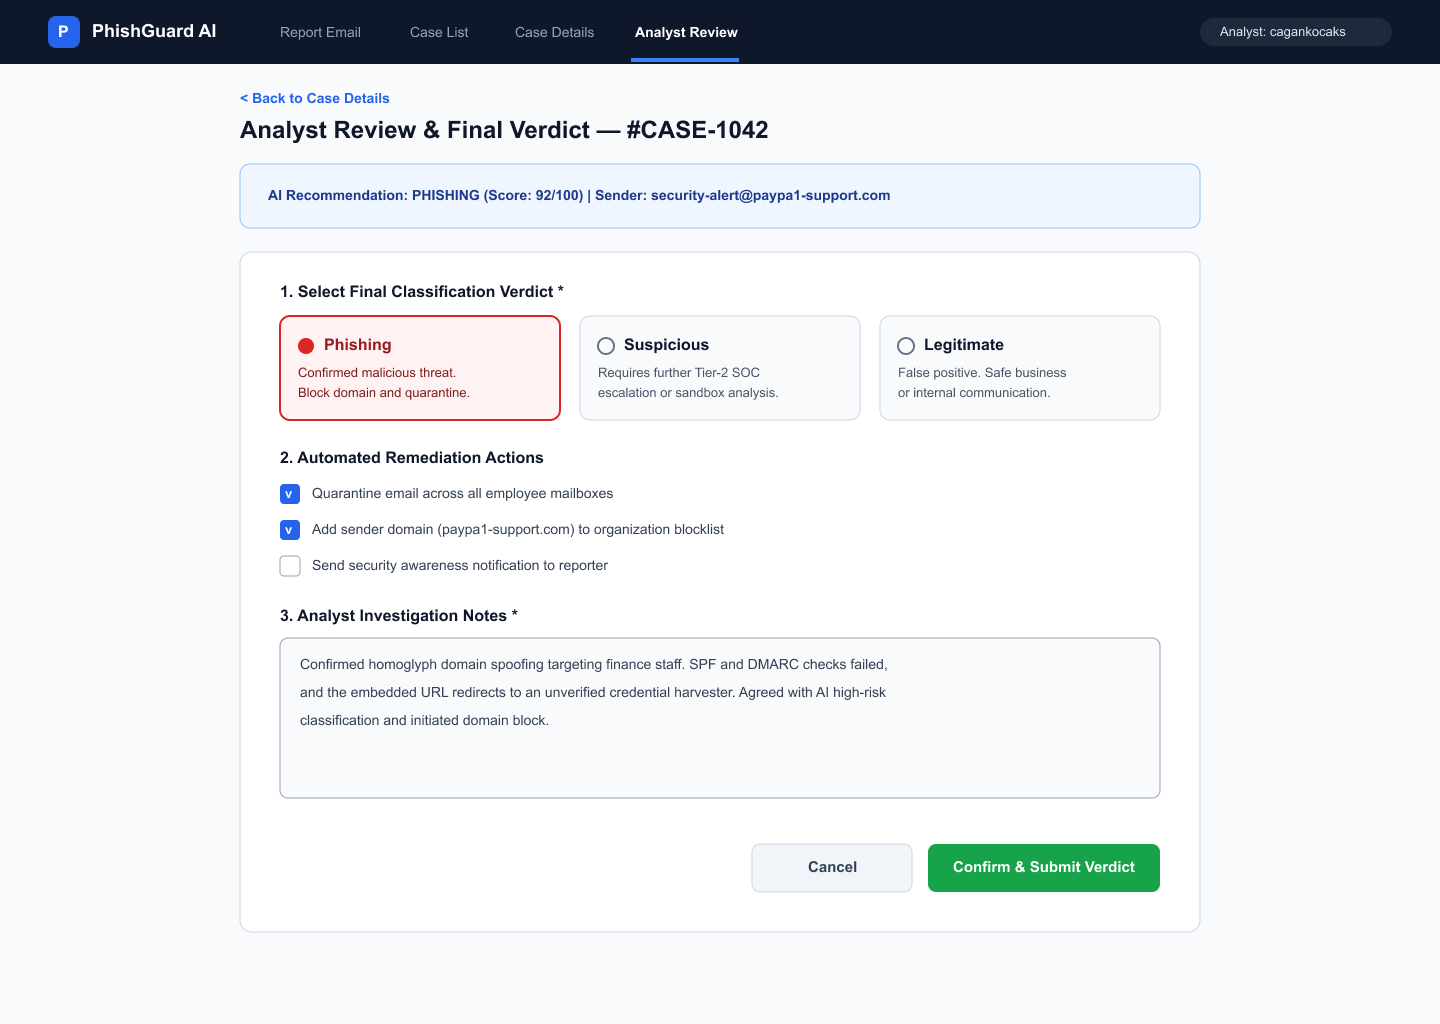 P PhishGuard AI Report Email Case List Case Details Analyst Review Analyst: cagankocaks
< Back to Case Details
Analyst Review & Final Verdict — #CASE-1042
AI Recommendation: PHISHING (Score: 92/100) | Sender: security-alert@paypa1-support.com
1. Select Final Classification Verdict *
Phishing
Confirmed malicious threat.
Block domain and quarantine.
Suspicious
Requires further Tier-2 SOC
escalation or sandbox analysis.
Legitimate
False positive. Safe business
or internal communication.
2. Automated Remediation Actions
v Quarantine email across all employee mailboxes
v Add sender domain (paypa1-support.com) to organization blocklist
Send security awareness notification to reporter
3. Analyst Investigation Notes *
Confirmed homoglyph domain spoofing targeting finance staff. SPF and DMARC checks failed,
and the embedded URL redirects to an unverified credential harvester. Agreed with AI high-risk
classification and initiated domain block.
Cancel Confirm & Submit Verdict